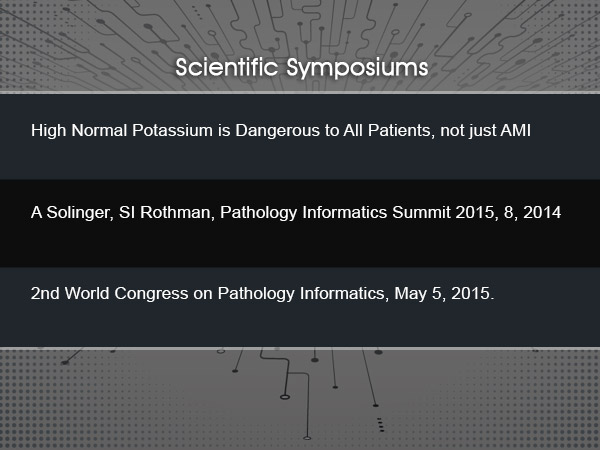 Scientific Symposiums
High Normal Potassium is Dangerous to All Patients, not just AMI
A Solinger, SI Rothman, Pathology Informatics Summit 2015, 8, 2014
2nd World Congress on Pathology Informatics, May 5, 2015.